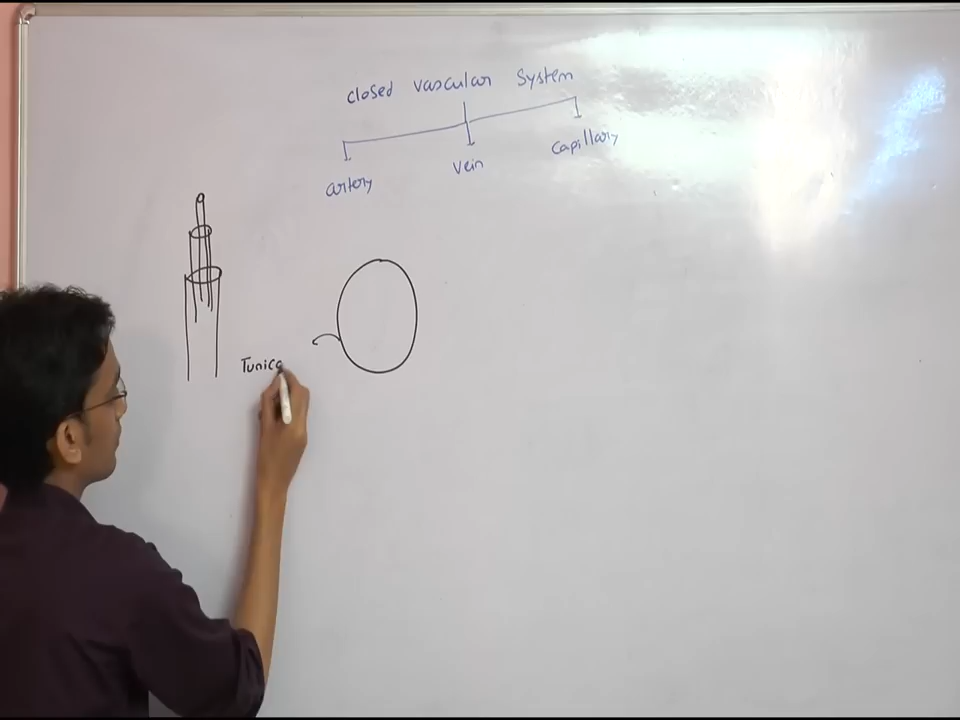 closed vascular System
artery
vein
capillary
Tunica